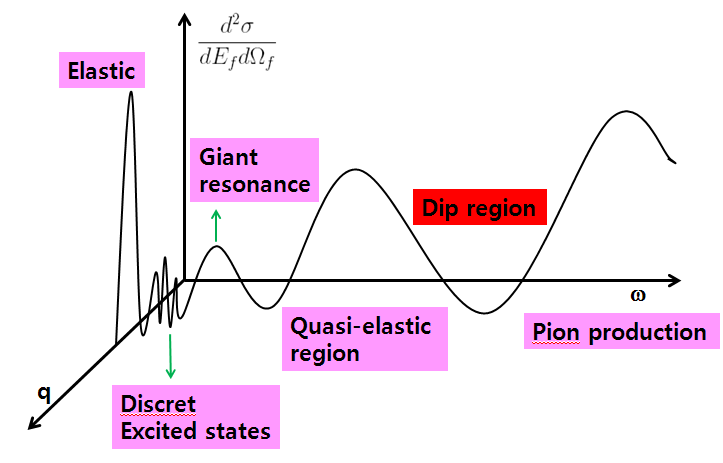 d²σ
dE_f dΩ_f
Elastic
Giant
resonance
Dip region
ω
Quasi-elastic
region
Pion production
q
Discret
Excited states